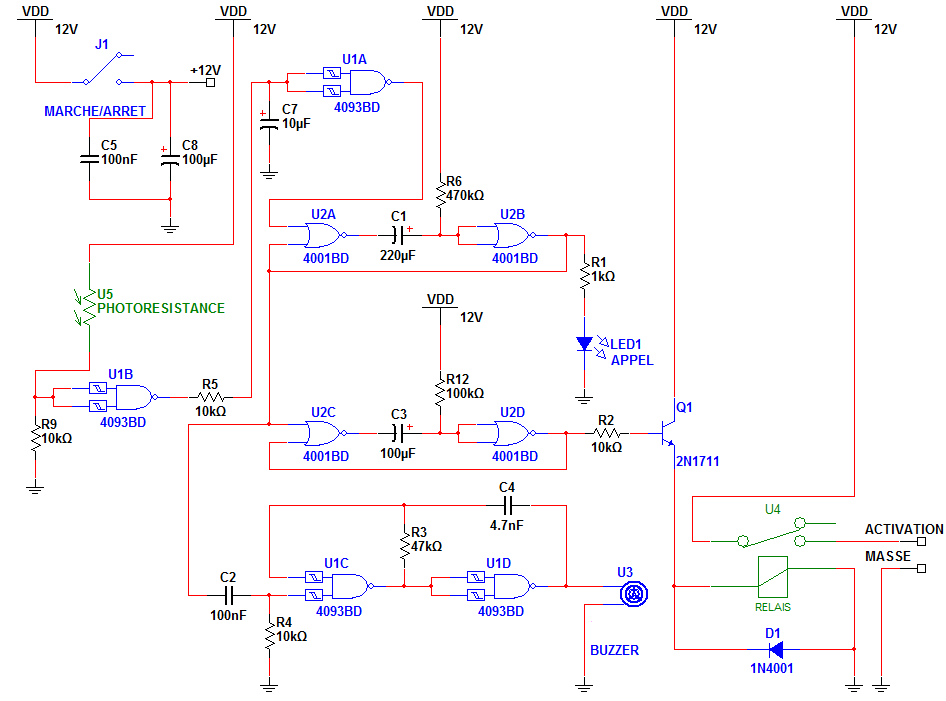 VDD
12V
VDD
12V
VDD
12V
VDD
12V
VDD
12V
J1
+12V
MARCHE/ARRET
C5
100nF
C8
100µF
+
U1A
4093BD
C7
10µF
+
R6
470kΩ
U2A
4001BD
C1
+
220µF
U2B
4001BD
R1
1kΩ
U5
PHOTORESISTANCE
VDD
12V
LED1
APPEL
U1B
4093BD
R5
10kΩ
R12
100kΩ
R9
10kΩ
U2C
4001BD
C3
+
100µF
U2D
4001BD
R2
10kΩ
Q1
2N1711
C4
4.7nF
R3
47kΩ
U4
ACTIVATION
MASSE
RELAIS
U1C
4093BD
U1D
4093BD
U3
BUZZER
C2
100nF
R4
10kΩ
D1
1N4001